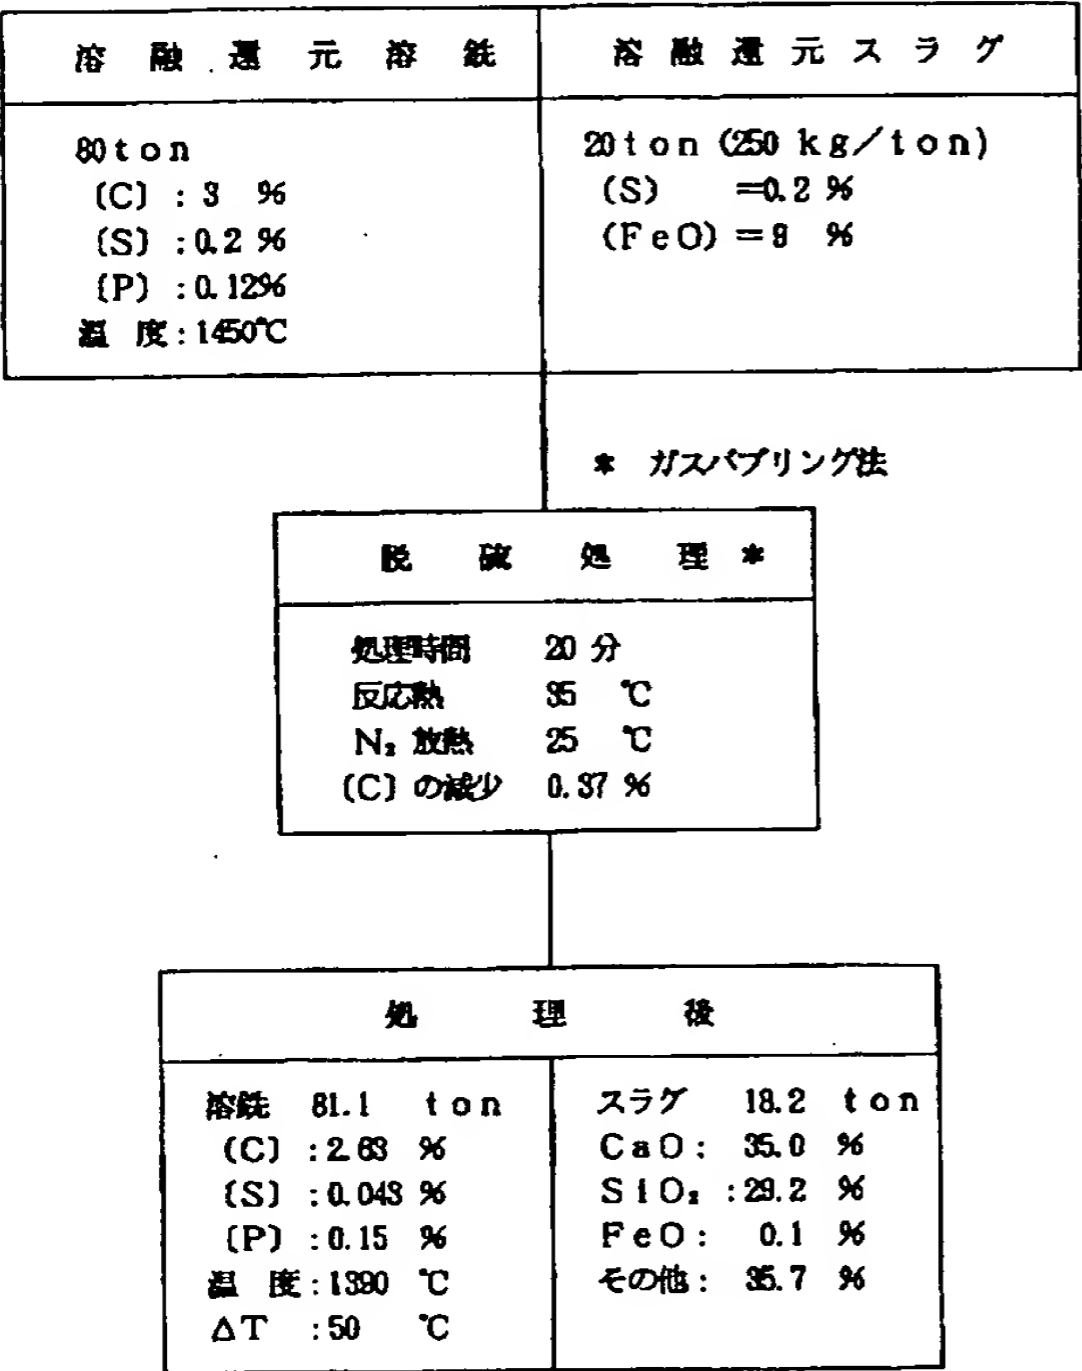 溶融還元溶銑
溶融還元スラグ
80ton
〔C〕: 3 %
〔S〕: 0.2 %
〔P〕: 0.12%
温度: 1450℃
20ton (250 kg/ton)
(S) =0.2 %
(FeO) =9 %
* ガスバブリング法
脱硫処理*
処理時間 20 分
反応熱 35 ℃
N₂ 放熱 25 ℃
〔C〕の減少 0.37 %
処理後
溶銑 81.1 ton
〔C〕: 2.63 %
〔S〕: 0.043 %
〔P〕: 0.15 %
温度: 1390 ℃
ΔT : 50 ℃
スラグ 18.2 ton
CaO: 35.0 %
SiO₂: 29.2 %
FeO: 0.1 %
その他: 35.7 %